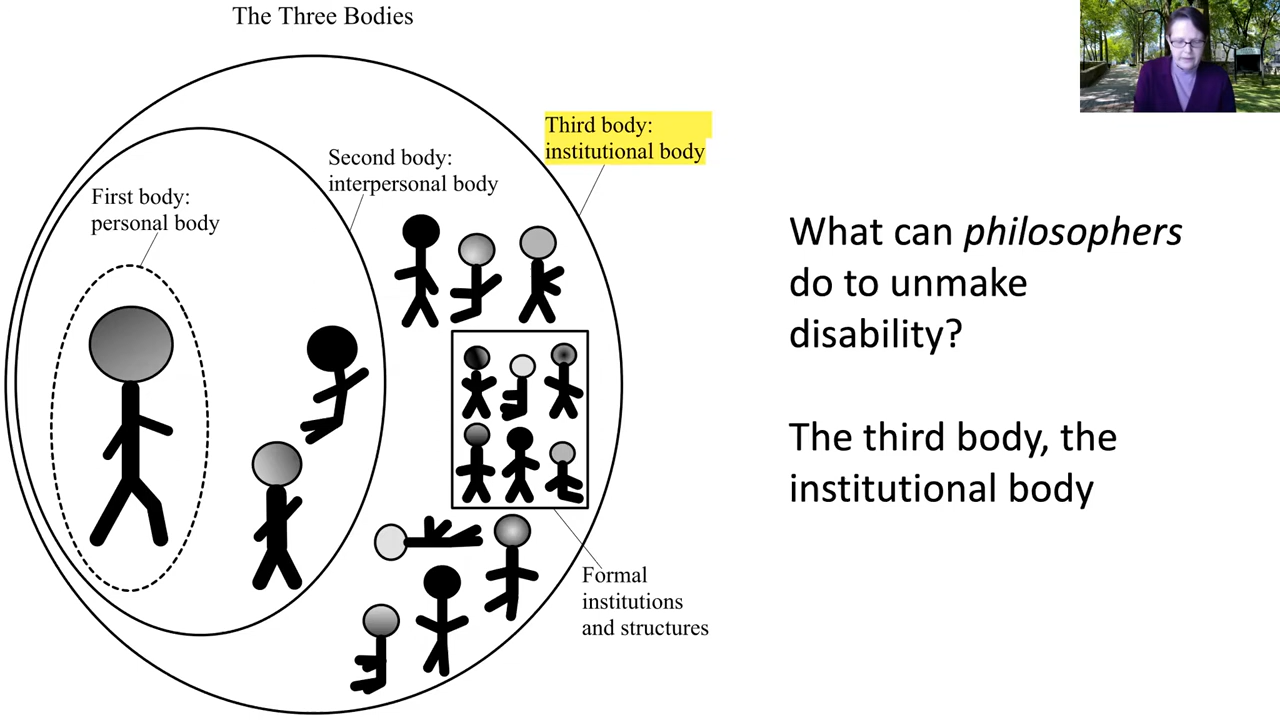 The Three Bodies
First body:
personal body
Second body:
interpersonal body
Third body:
institutional body
Formal
institutions
and structures
What can philosophers
do to unmake
disability?
The third body, the
institutional body